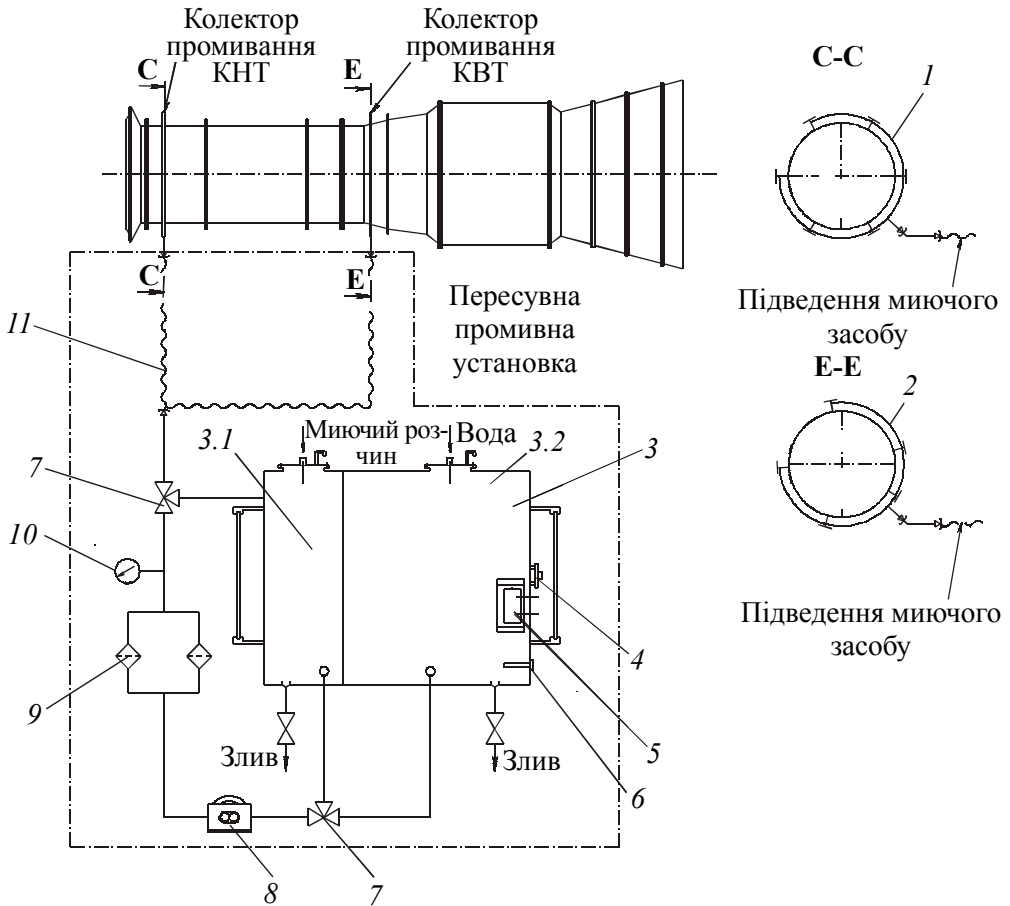 Колектор
промивання
КНТ
Колектор
промивання
КВТ
С
Е
С
Е
11
Пересувна
промивна
установка
С-С
1
Підведення миючого
засобу
Е-Е
2
Підведення миючого
засобу
3.1
Миючий роз-
чин
Вода
3.2
3
7
10
9
4
5
6
Злив
Злив
8
7